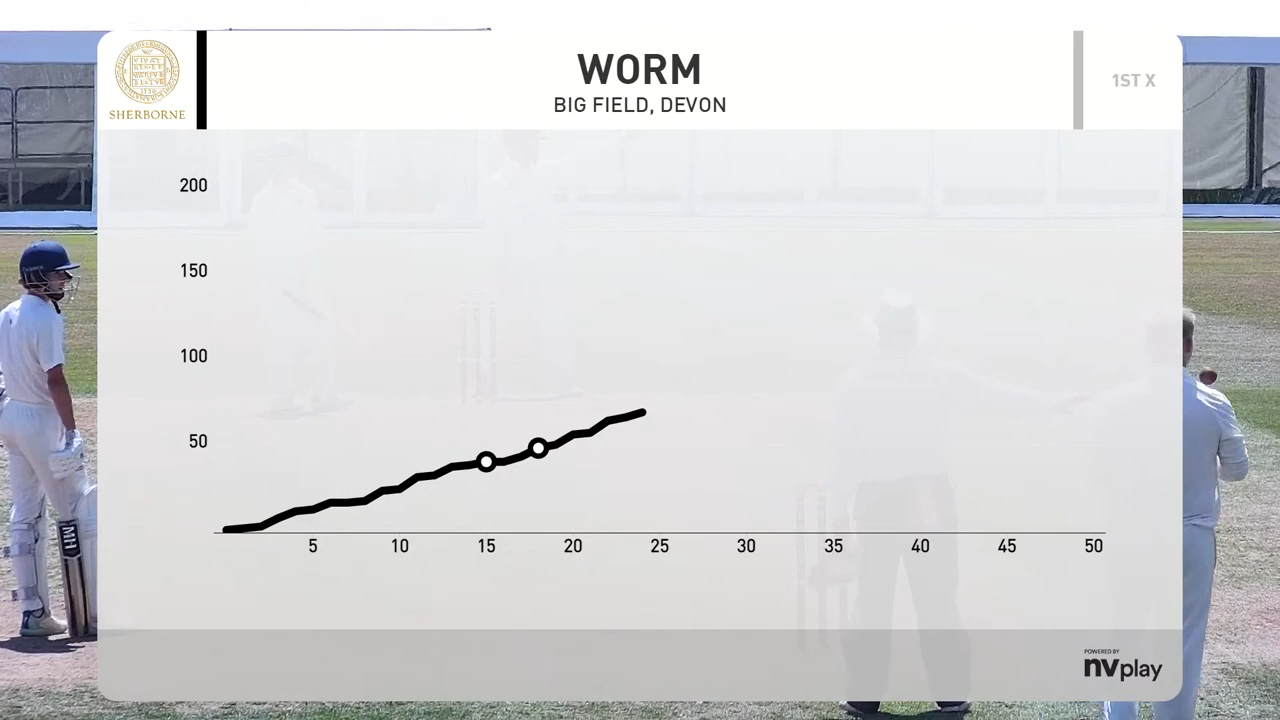 WORM
BIG FIELD, DEVON
SHERBORNE
1ST X
200
150
100
50
5 10 15 20 25 30 35 40 45 50
MH
POWERED BY
nvplay